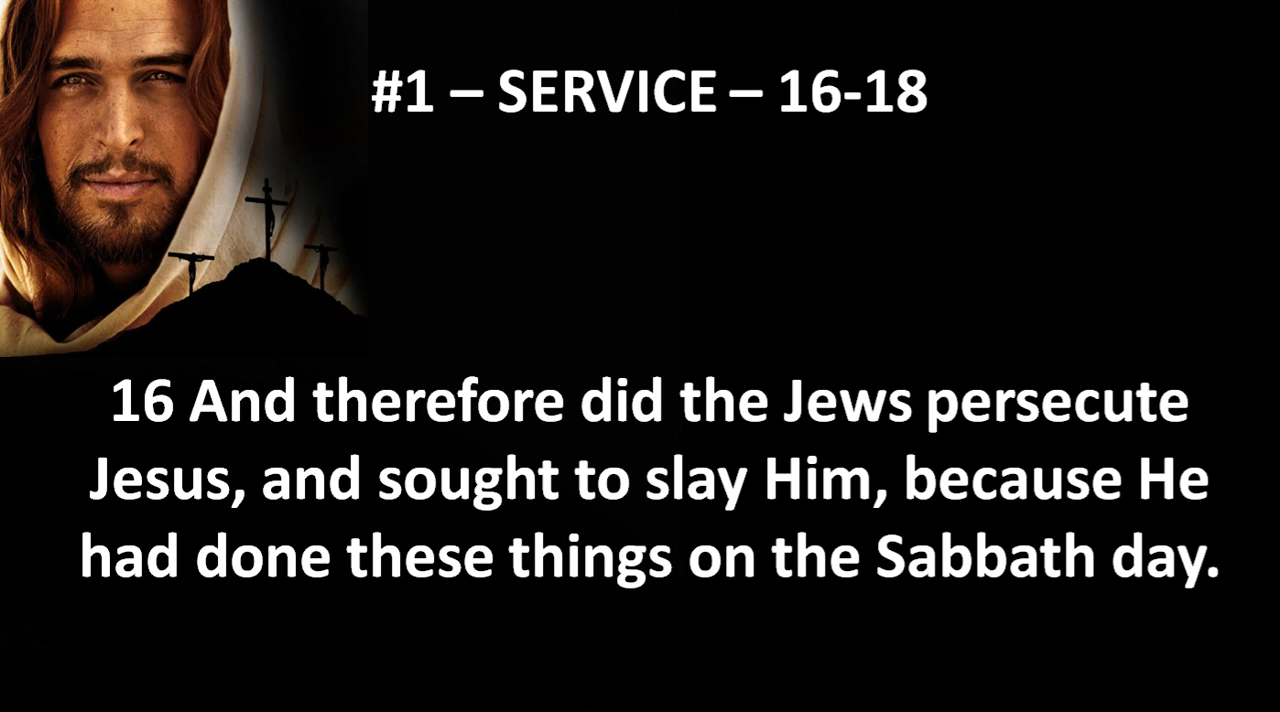 #1 – SERVICE – 16-18
16 And therefore did the Jews persecute
Jesus, and sought to slay Him, because He
had done these things on the Sabbath day.